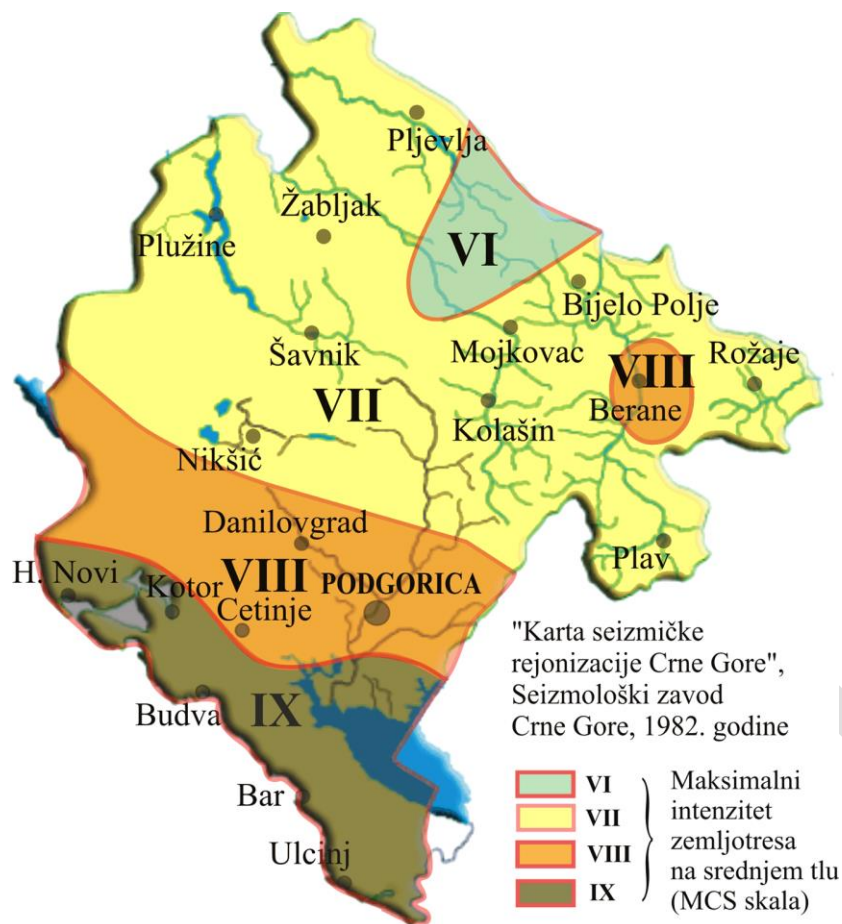 Pljevlja
Žabljak
Plužine
VI
Bijelo Polje
Šavnik
Mojkovac
Rožaje
VIII
VII
Berane
Kolašin
Nikšić
Danilovgrad
H. Novi
VIII
Kotor
PODGORICA
Plav
Cetinje
"Karta seizmičke
rejonizacije Crne Gore",
Seizmološki zavod
Crne Gore, 1982. godine
Budva
IX
Bar
Ulcinj
VI
VII
VIII
IX
Maksimalni
intenzitet
zemljotresa
na srednjem tlu
(MCS skala)